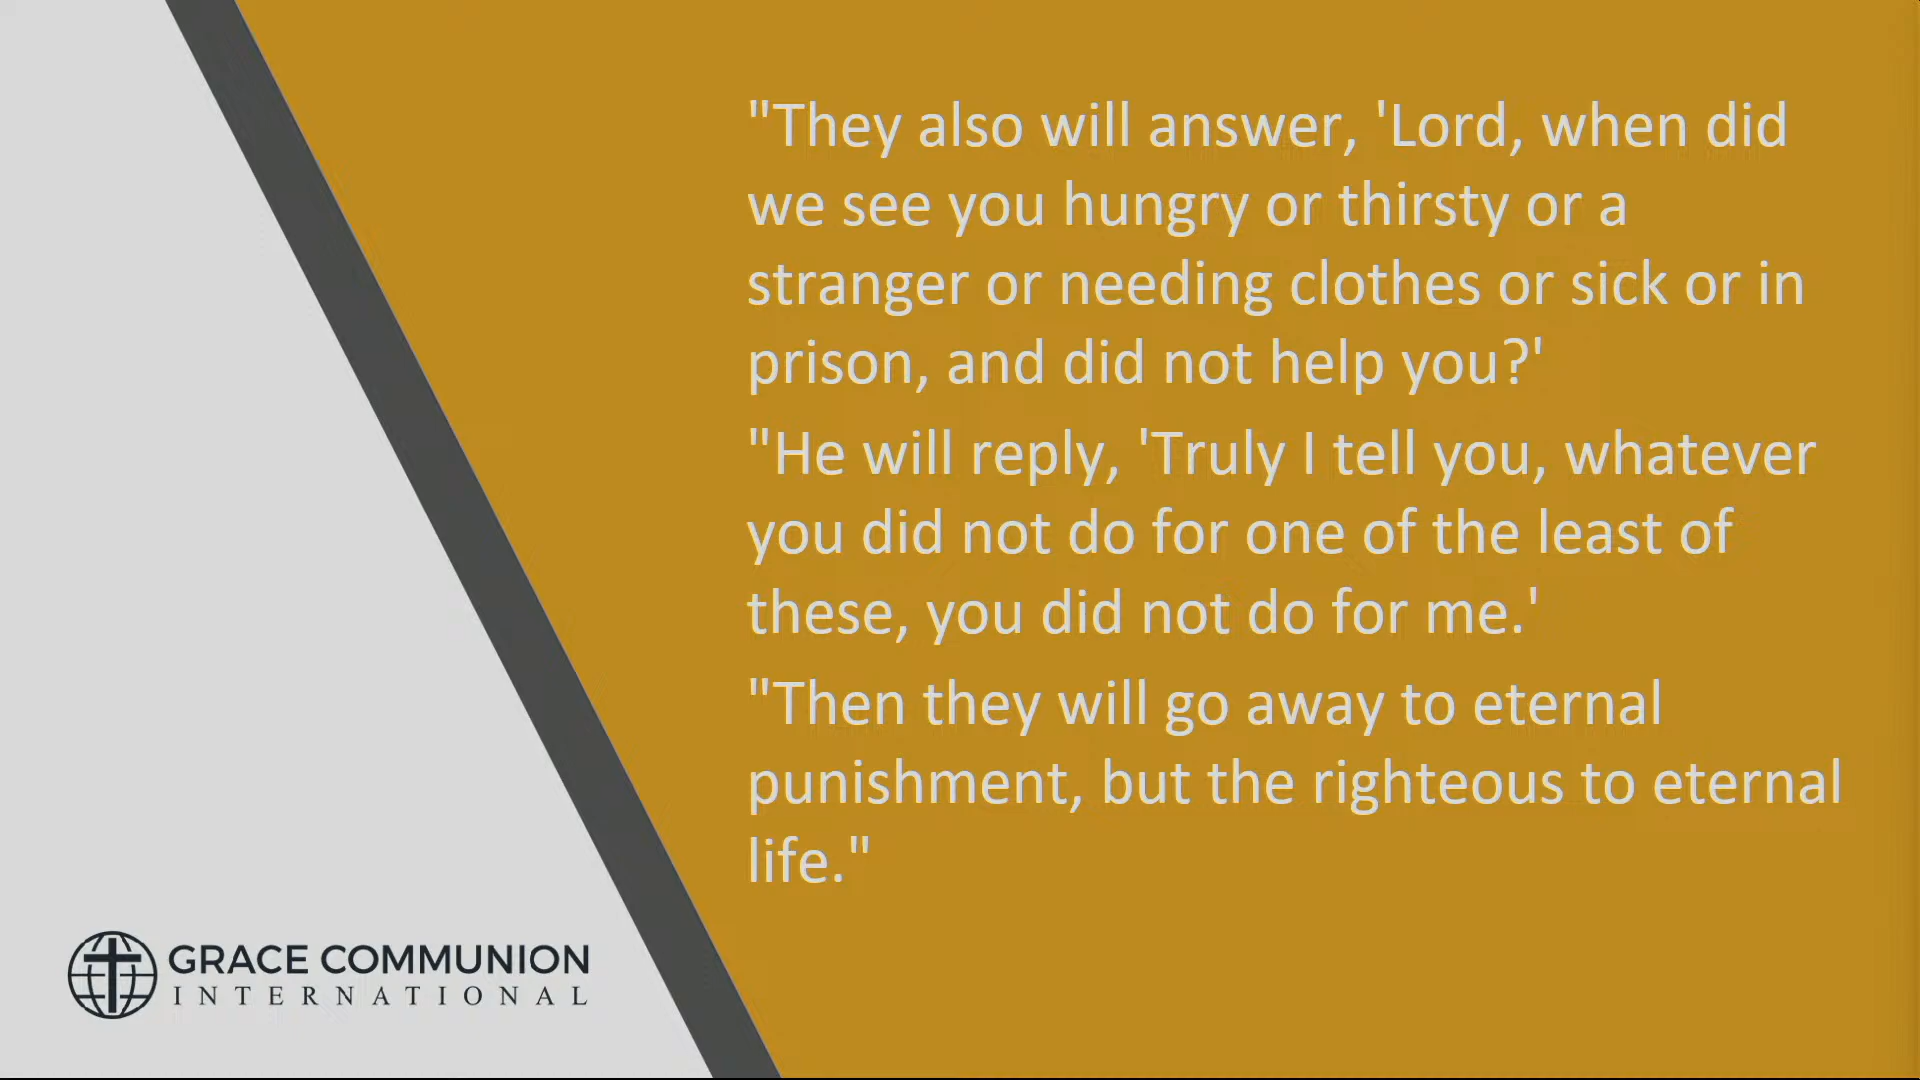 "They also will answer, 'Lord, when did
we see you hungry or thirsty or a
stranger or needing clothes or sick or in
prison, and did not help you?'
"He will reply, 'Truly I tell you, whatever
you did not do for one of the least of
these, you did not do for me.'
"Then they will go away to eternal
punishment, but the righteous to eternal
life."
GRACE COMMUNION
INTERNATIONAL